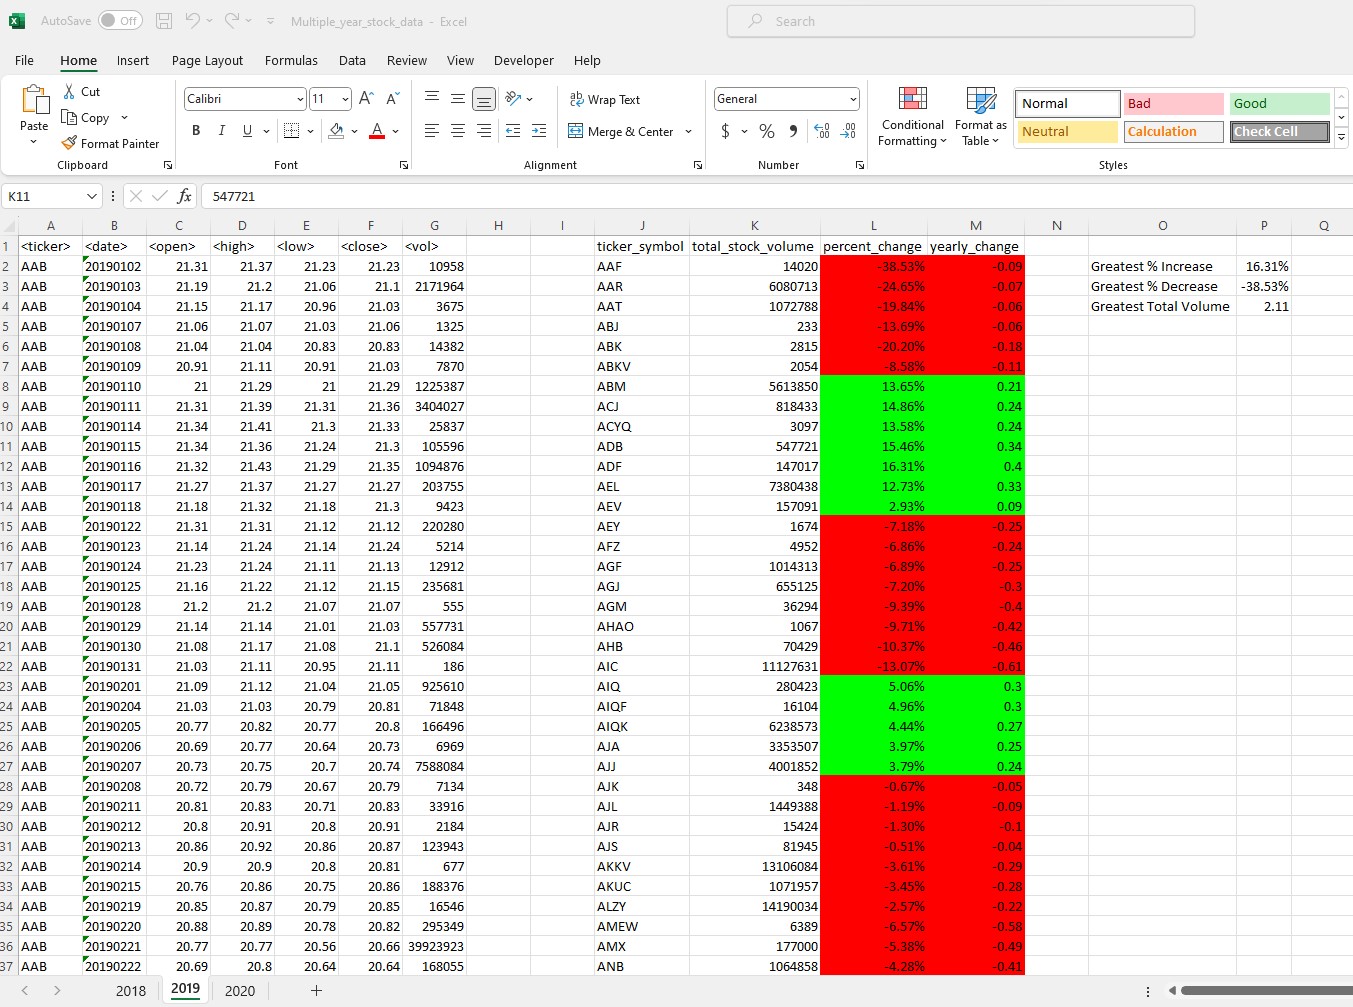 AutoSave Off Multiple_year_stock_data - Excel Search
File Home Insert Page Layout Formulas Data Review View Developer Help
Paste Cut Copy Format Painter Clipboard
Calibri 11 B I U A Font
Wrap Text Merge & Center Alignment
General $ % Number
Conditional Formatting Format as Table Normal Bad Good Neutral Calculation Check Cell Styles
K11 fx 547721
A B C D E F G H I J K L M N O P Q
1 <ticker> <date> <open> <high> <low> <close> <vol> ticker_symbol total_stock_volume percent_change yearly_change
2 AAB 20190102 21.31 21.37 21.23 21.23 10958 AAF 14020 -38.53% -0.09 Greatest % Increase 16.31%
3 AAB 20190103 21.19 21.2 21.06 21.1 2171964 AAR 6080713 -24.65% -0.07 Greatest % Decrease -38.53%
4 AAB 20190104 21.15 21.17 20.96 21.03 3675 AAT 1072788 -19.84% -0.06 Greatest Total Volume 2.11
5 AAB 20190107 21.06 21.07 21.03 21.06 1325 ABJ 233 -13.69% -0.06
6 AAB 20190108 21.04 21.04 20.83 20.83 14382 ABK 2815 -20.20% -0.18
7 AAB 20190109 20.91 21.11 20.91 21.03 7870 ABKV 2054 -8.58% -0.11
8 AAB 20190110 21 21.29 21 21.29 1225387 ABM 5613850 13.65% 0.21
9 AAB 20190111 21.31 21.39 21.31 21.36 3404027 ACJ 818433 14.86% 0.24
10 AAB 20190114 21.34 21.41 21.3 21.33 25837 ACYQ 3097 13.58% 0.24
11 AAB 20190115 21.34 21.36 21.24 21.3 105596 ADB 547721 15.46% 0.34
12 AAB 20190116 21.32 21.43 21.29 21.35 1094876 ADF 147017 16.31% 0.4
13 AAB 20190117 21.27 21.37 21.27 21.27 203755 AEL 7380438 12.73% 0.33
14 AAB 20190118 21.18 21.32 21.18 21.3 9423 AEV 157091 2.93% 0.09
15 AAB 20190122 21.31 21.31 21.12 21.12 220280 AEY 1674 -7.18% -0.25
16 AAB 20190123 21.14 21.24 21.14 21.24 5214 AFZ 4952 -6.86% -0.24
17 AAB 20190124 21.23 21.24 21.11 21.13 12912 AGF 1014313 -6.89% -0.25
18 AAB 20190125 21.16 21.22 21.12 21.15 235681 AGJ 655125 -7.20% -0.3
19 AAB 20190128 21.2 21.2 21.07 21.07 555 AGM 36294 -9.39% -0.4
20 AAB 20190129 21.14 21.14 21.01 21.03 557731 AHAO 1067 -9.71% -0.42
21 AAB 20190130 21.08 21.17 21.08 21.1 526084 AHB 70429 -10.37% -0.46
22 AAB 20190131 21.03 21.11 20.95 21.11 186 AIC 11127631 -13.07% -0.61
23 AAB 20190201 21.09 21.12 21.04 21.05 925610 AIQ 280423 5.06% 0.3
24 AAB 20190204 21.03 21.03 20.79 20.81 71848 AIQF 16104 4.96% 0.3
25 AAB 20190205 20.77 20.82 20.77 20.8 166496 AIQK 6238573 4.44% 0.27
26 AAB 20190206 20.69 20.77 20.64 20.73 6969 AJA 3353507 3.97% 0.25
27 AAB 20190207 20.73 20.75 20.7 20.74 7588084 AJJ 4001852 3.79% 0.24
28 AAB 20190208 20.72 20.79 20.67 20.79 7134 AJK 348 -0.67% -0.05
29 AAB 20190211 20.81 20.83 20.71 20.83 33916 AJL 1449388 -1.19% -0.09
30 AAB 20190212 20.8 20.91 20.8 20.91 2184 AJR 15424 -1.30% -0.1
31 AAB 20190213 20.86 20.92 20.86 20.87 123943 AJS 81945 -0.51% -0.04
32 AAB 20190214 20.9 20.9 20.8 20.81 677 AKKV 13106084 -3.61% -0.29
33 AAB 20190215 20.76 20.86 20.75 20.86 188376 AKUC 1071957 -3.45% -0.28
34 AAB 20190219 20.85 20.87 20.79 20.85 16546 ALZY 14190034 -2.57% -0.22
35 AAB 20190220 20.88 20.89 20.78 20.82 295349 AMEW 6389 -6.57% -0.58
36 AAB 20190221 20.77 20.77 20.56 20.66 39923923 AMX 177000 -5.38% -0.49
37 AAB 20190222 20.69 20.8 20.64 20.64 168055 ANB 1064858 -4.28% -0.41
2018 2019 2020 +